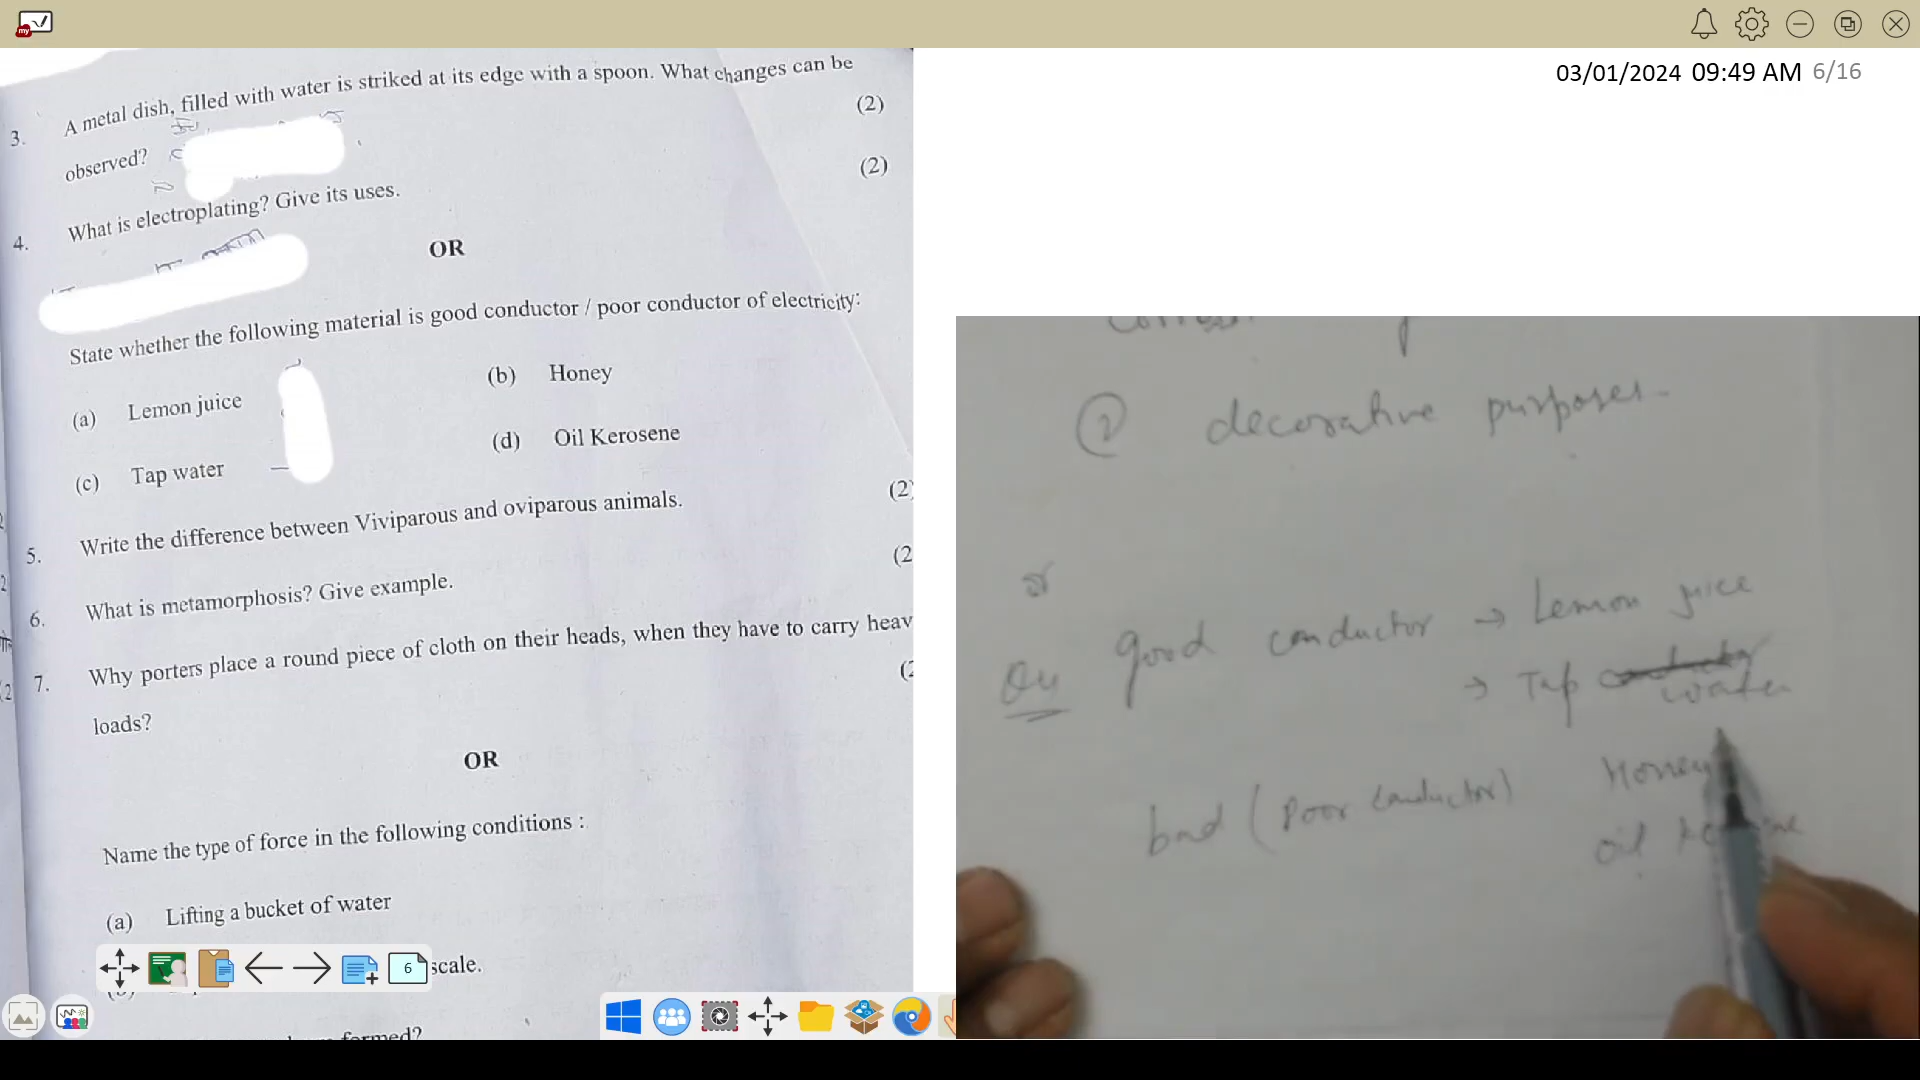 03/01/2024 09:49 AM 6/16
3. A metal dish, filled with water is striked at its edge with a spoon. What changes can be
observed? (2)
4. What is electroplating? Give its uses. (2)
OR
State whether the following material is good conductor / poor conductor of electricity:
(a) Lemon juice (b) Honey
(c) Tap water (d) Oil Kerosene
5. Write the difference between Viviparous and oviparous animals. (2)
6. What is metamorphosis? Give example. (2
7. Why porters place a round piece of cloth on their heads, when they have to carry heav
loads? (2
OR
Name the type of force in the following conditions :
(a) Lifting a bucket of water
scale.
formed?
6
② decorative purposes.
or
good conductor → Lemon juice
→ Tap water
bad (Poor conductor) Honey
oil